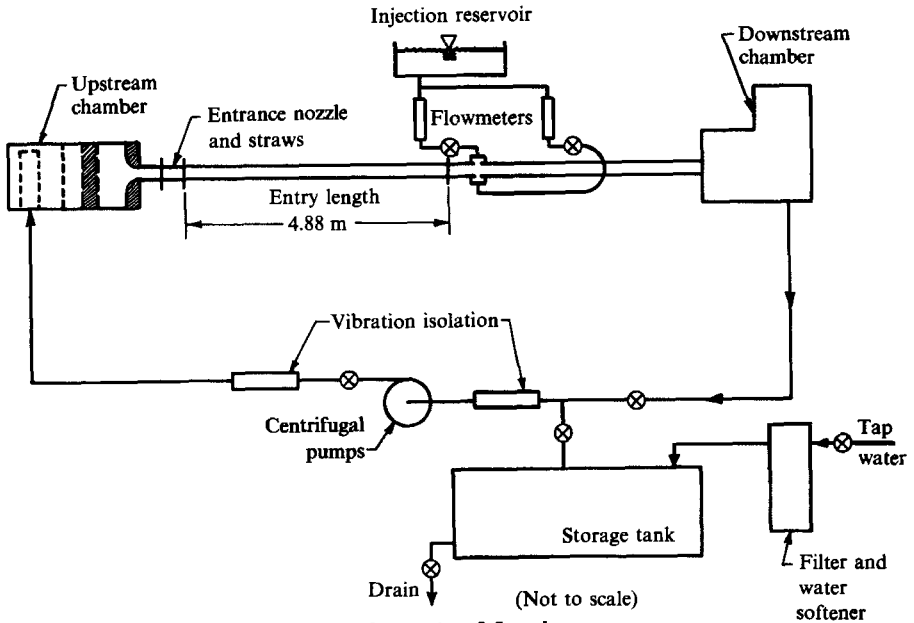 Injection reservoir
Downstream
chamber
Upstream
chamber
Entrance nozzle
and straws
Flowmeters
Entry length
4.88 m
Vibration isolation
Centrifugal
pumps
Tap
water
Storage tank
Drain
(Not to scale)
Filter and
water
softener